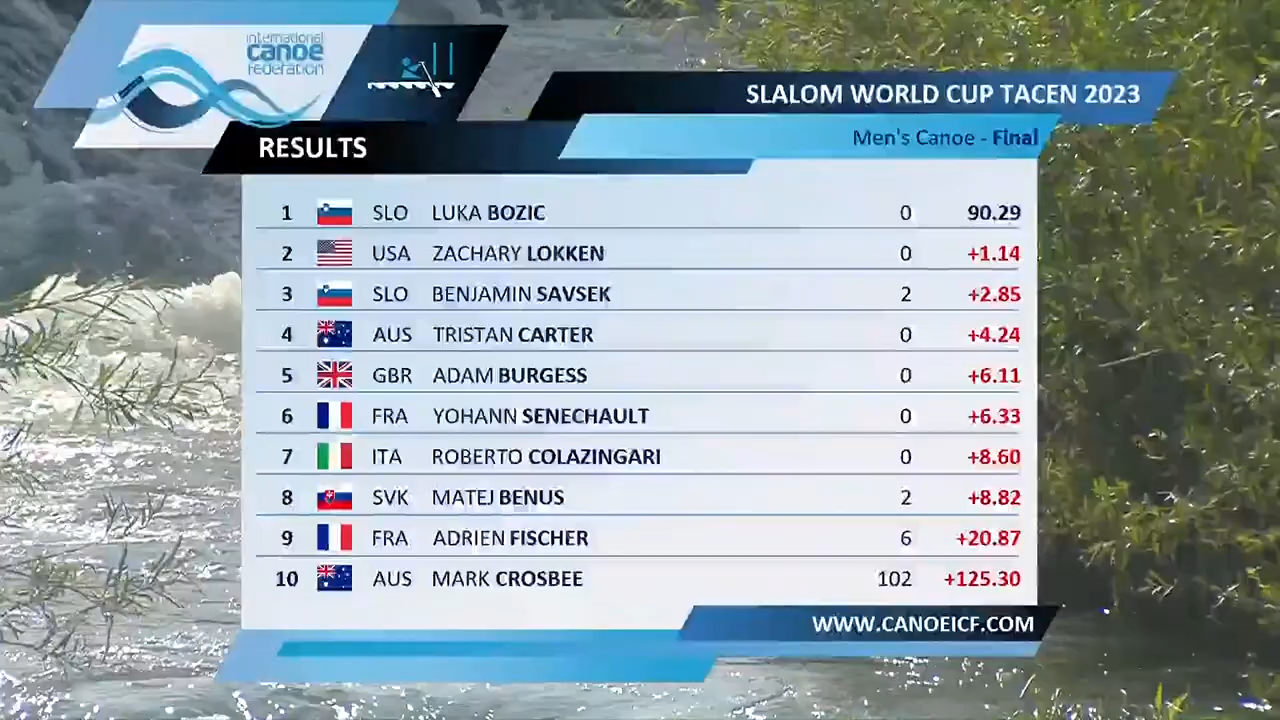 international
canoe
federation
SLALOM WORLD CUP TACEN 2023
Men's Canoe - Final
RESULTS
1 SLO LUKA BOZIC 0 90.29
2 USA ZACHARY LOKKEN 0 +1.14
3 SLO BENJAMIN SAVSEK 2 +2.85
4 AUS TRISTAN CARTER 0 +4.24
5 GBR ADAM BURGESS 0 +6.11
6 FRA YOHANN SENECHAULT 0 +6.33
7 ITA ROBERTO COLAZINGARI 0 +8.60
8 SVK MATEJ BENUS 2 +8.82
9 FRA ADRIEN FISCHER 6 +20.87
10 AUS MARK CROSBEE 102 +125.30
WWW.CANOEICF.COM